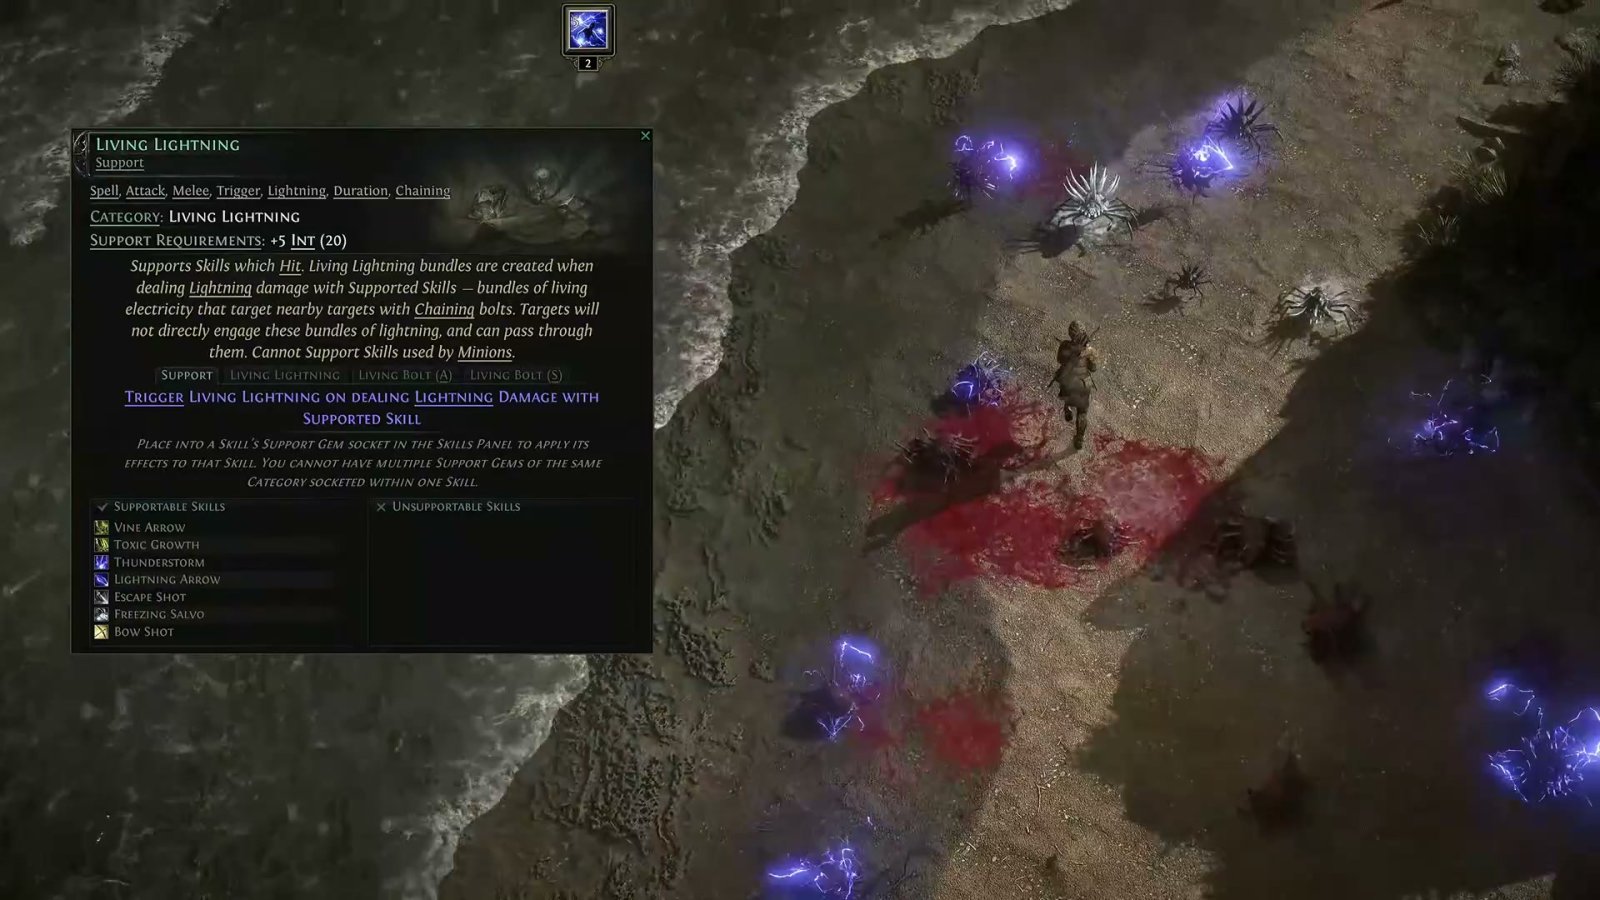 2
Living Lightning
Support
Spell, Attack, Melee, Trigger, Lightning, Duration, Chaining
Category: Living Lightning
Support Requirements: +5 Int (20)
Supports Skills which Hit. Living Lightning bundles are created when
dealing Lightning damage with Supported Skills — bundles of living
electricity that target nearby targets with Chaining bolts. Targets will
not directly engage these bundles of lightning, and can pass through
them. Cannot Support Skills used by Minions.
Support Living Lightning Living Bolt (A) Living Bolt (S)
Trigger Living Lightning on dealing Lightning Damage with
Supported Skill
Place into a Skill's Support Gem socket in the Skills Panel to apply its
effects to that Skill. You cannot have multiple Support Gems of the same
Category socketed within one Skill.
Supportable Skills
Vine Arrow
Toxic Growth
Thunderstorm
Lightning Arrow
Escape Shot
Freezing Salvo
Bow Shot
Unsupportable Skills